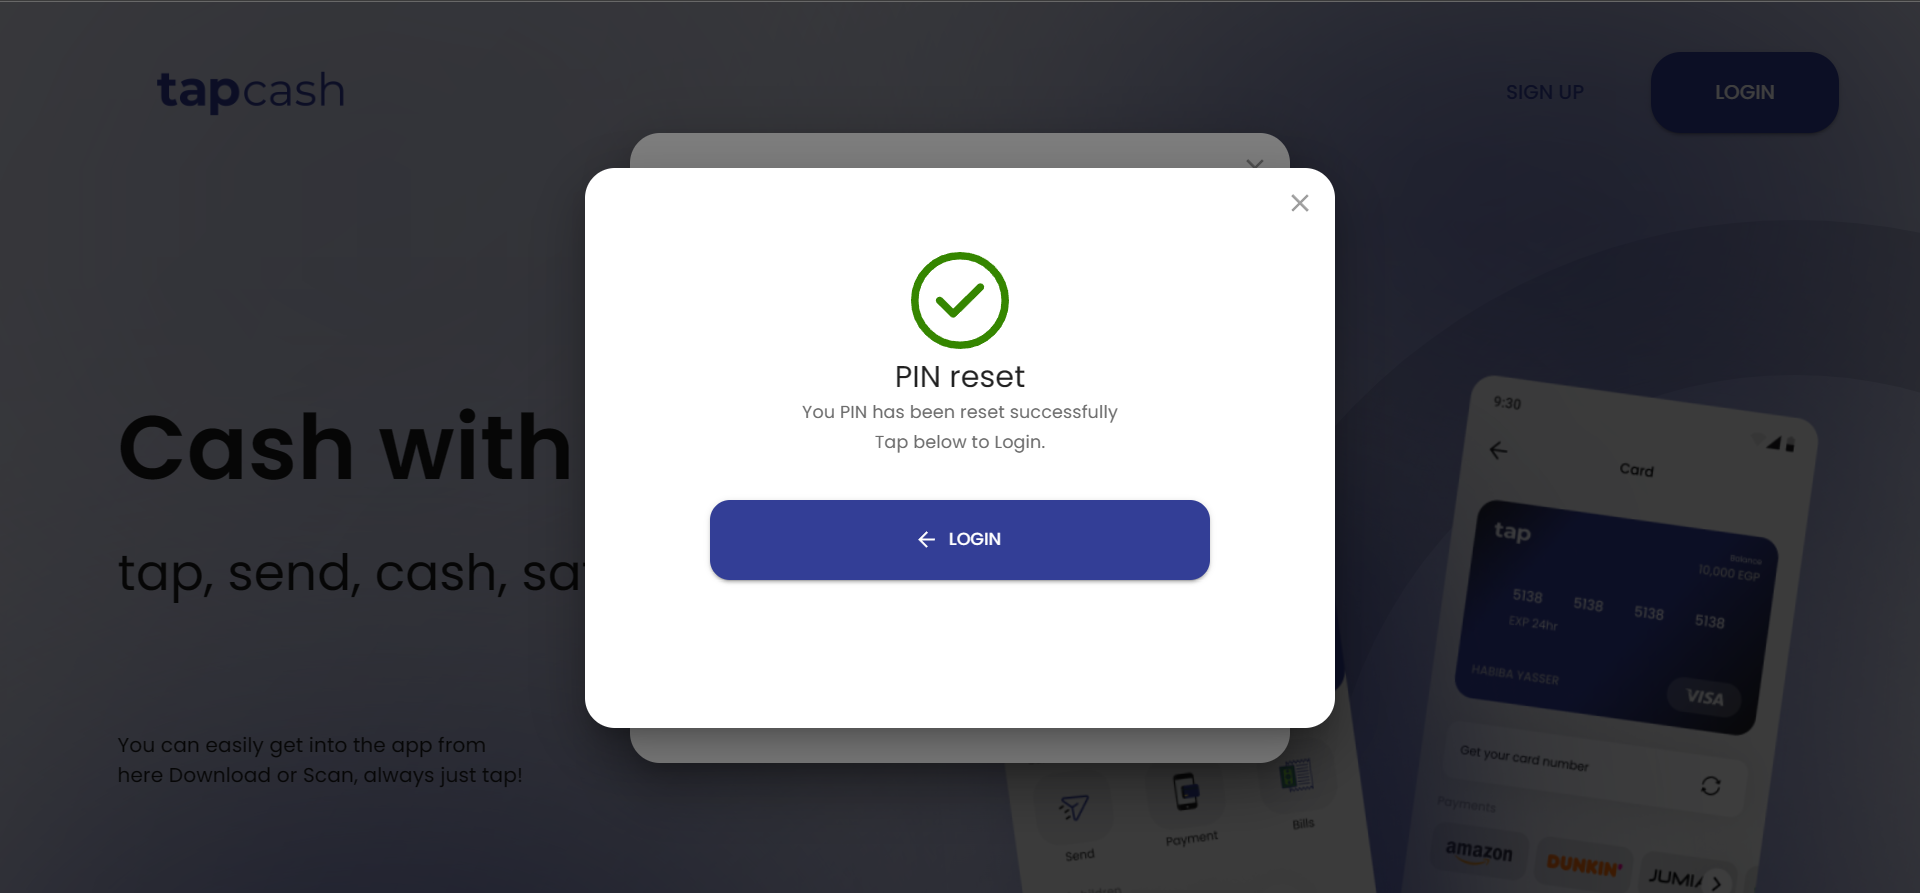 tapcash
SIGN UP
LOGIN
PIN reset
You PIN has been reset successfully
Tap below to Login.
LOGIN
Cash with
tap, send, cash, sa
You can easily get into the app from
here Download or Scan, always just tap!
9:30
Card
tap
Balance
10,000 EGP
5138 5138 5138 5138
EXP 24hr
HABIBA YASSER
VISA
Get your card number
Payments
amazon
DUNKIN'
JUMIA
Send
Payment
Bills